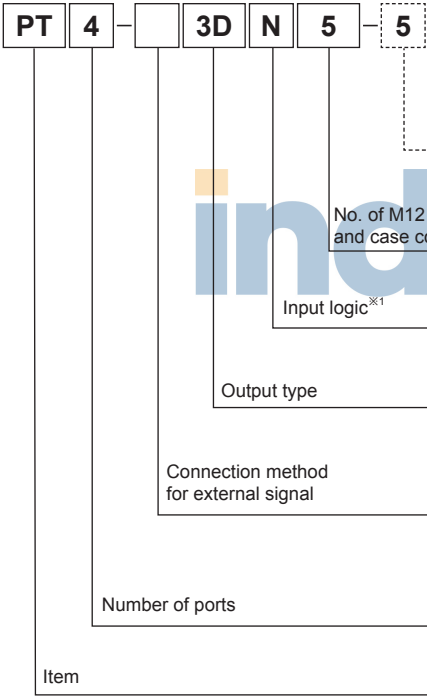 PT 4 - 3D N 5 - 5
ind
No. of M12
and case
Input logic※1
Output type
Connection method
for external signal
Number of ports
Item